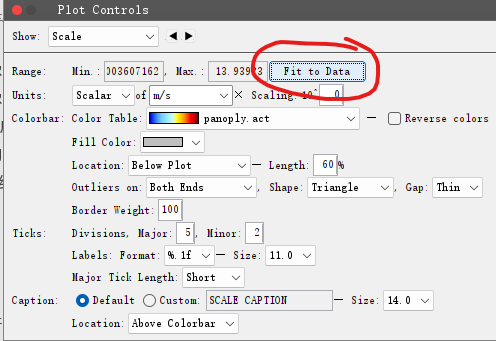 Plot Controls
Show: Scale
Range: Min.: 003607162, Max.: 13.93923 Fit to Data
Units: Scalar of m/s × Scaling: 10^ 0
Colorbar: Color Table: panoply.act — Reverse colors
Fill Color:
Location: Below Plot — Length: 60 %
Outliers on: Both Ends, Shape: Triangle, Gap: Thin
Border Weight: 100
Ticks: Divisions, Major: 5, Minor: 2
Labels: Format: %.1f — Size: 11.0
Major Tick Length: Short
Caption: Default Custom: SCALE CAPTION — Size: 14.0
Location: Above Colorbar